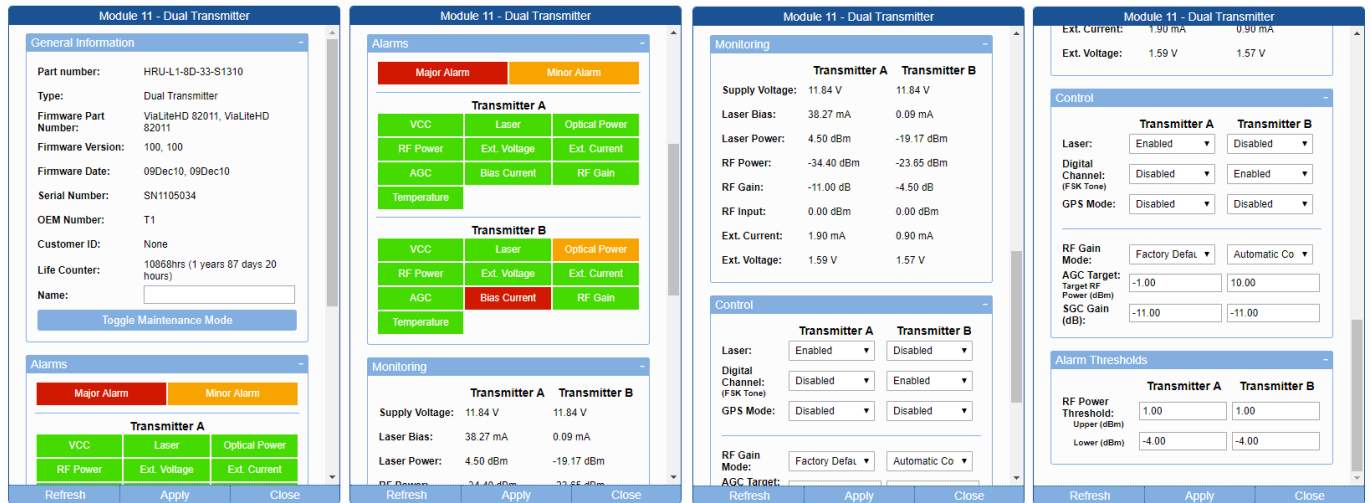 Module 11 - Dual Transmitter
General Information −
Part number: HRU-L1-8D-33-S1310
Type: Dual Transmitter
Firmware Part Number: ViaLiteHD 82011, ViaLiteHD 82011
Firmware Version: 100, 100
Firmware Date: 09Dec10, 09Dec10
Serial Number: SN1105034
OEM Number: T1
Customer ID: None
Life Counter: 10868hrs (1 years 87 days 20 hours)
Name:
Toggle Maintenance Mode
Alarms −
Major Alarm Minor Alarm
Transmitter A
VCC Laser Optical Power
RF Power Ext. Voltage Ext. Current
Refresh Apply Close
Module 11 - Dual Transmitter
Alarms −
Major Alarm Minor Alarm
Transmitter A
VCC Laser Optical Power
RF Power Ext. Voltage Ext. Current
AGC Bias Current RF Gain
Temperature
Transmitter B
VCC Laser Optical Power
RF Power Ext. Voltage Ext. Current
AGC Bias Current RF Gain
Temperature
Monitoring −
Transmitter A Transmitter B
Supply Voltage: 11.84 V 11.84 V
Laser Bias: 38.27 mA 0.09 mA
Laser Power: 4.50 dBm -19.17 dBm
RF Power: -34.40 dBm -23.65 dBm
Refresh Apply Close
Module 11 - Dual Transmitter
Monitoring −
Transmitter A Transmitter B
Supply Voltage: 11.84 V 11.84 V
Laser Bias: 38.27 mA 0.09 mA
Laser Power: 4.50 dBm -19.17 dBm
RF Power: -34.40 dBm -23.65 dBm
RF Gain: -11.00 dB -4.50 dB
RF Input: 0.00 dBm 0.00 dBm
Ext. Current: 1.90 mA 0.90 mA
Ext. Voltage: 1.59 V 1.57 V
Control −
Transmitter A Transmitter B
Laser: Enabled Disabled
Digital Channel: (FSK Tone) Disabled Enabled
GPS Mode: Disabled Disabled
RF Gain Mode: Factory Defau Automatic Co
AGC Target:
Refresh Apply Close
Module 11 - Dual Transmitter
Ext. Current: 1.90 mA 0.90 mA
Ext. Voltage: 1.59 V 1.57 V
Control −
Transmitter A Transmitter B
Laser: Enabled Disabled
Digital Channel: (FSK Tone) Disabled Enabled
GPS Mode: Disabled Disabled
RF Gain Mode: Factory Defau Automatic Co
AGC Target: Target RF Power (dBm) -1.00 10.00
SGC Gain (dB): -11.00 -11.00
Alarm Thresholds −
Transmitter A Transmitter B
RF Power Threshold:
Upper (dBm) 1.00 1.00
Lower (dBm) -4.00 -4.00
Refresh Apply Close